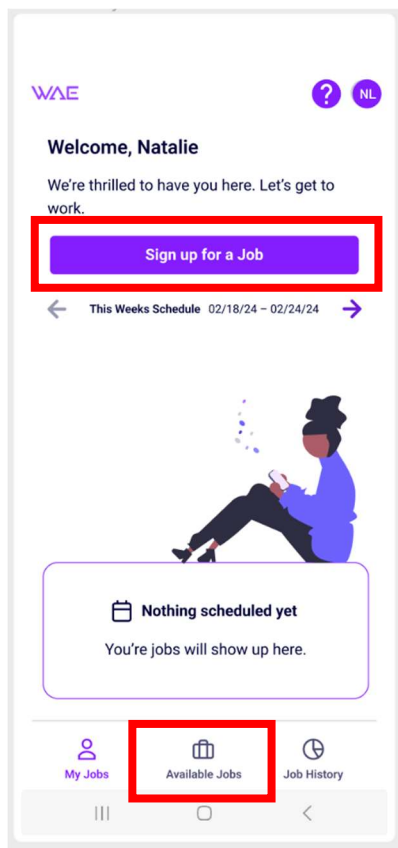 WAE
? NL
Welcome, Natalie
We're thrilled to have you here. Let's get to
work.
Sign up for a Job
This Weeks Schedule 02/18/24 – 02/24/24
Nothing scheduled yet
You're jobs will show up here.
My Jobs Available Jobs Job History